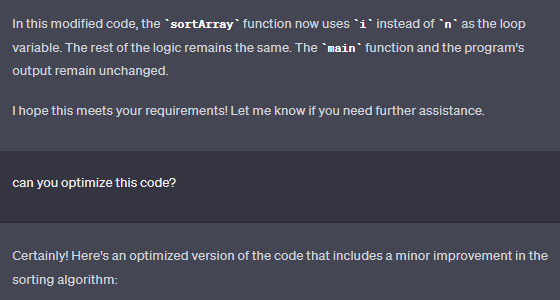 In this modified code, the `sortArray` function now uses `i` instead of `n` as the loop
variable. The rest of the logic remains the same. The `main` function and the program's
output remain unchanged.
I hope this meets your requirements! Let me know if you need further assistance.
can you optimize this code?
Certainly! Here's an optimized version of the code that includes a minor improvement in the
sorting algorithm: